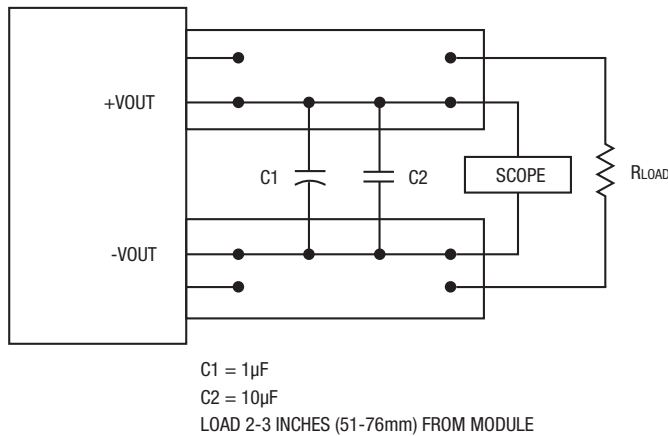 +VOUT
C1
C2
SCOPE
RLOAD
-VOUT
C1 = 1µF
C2 = 10µF
LOAD 2-3 INCHES (51-76mm) FROM MODULE